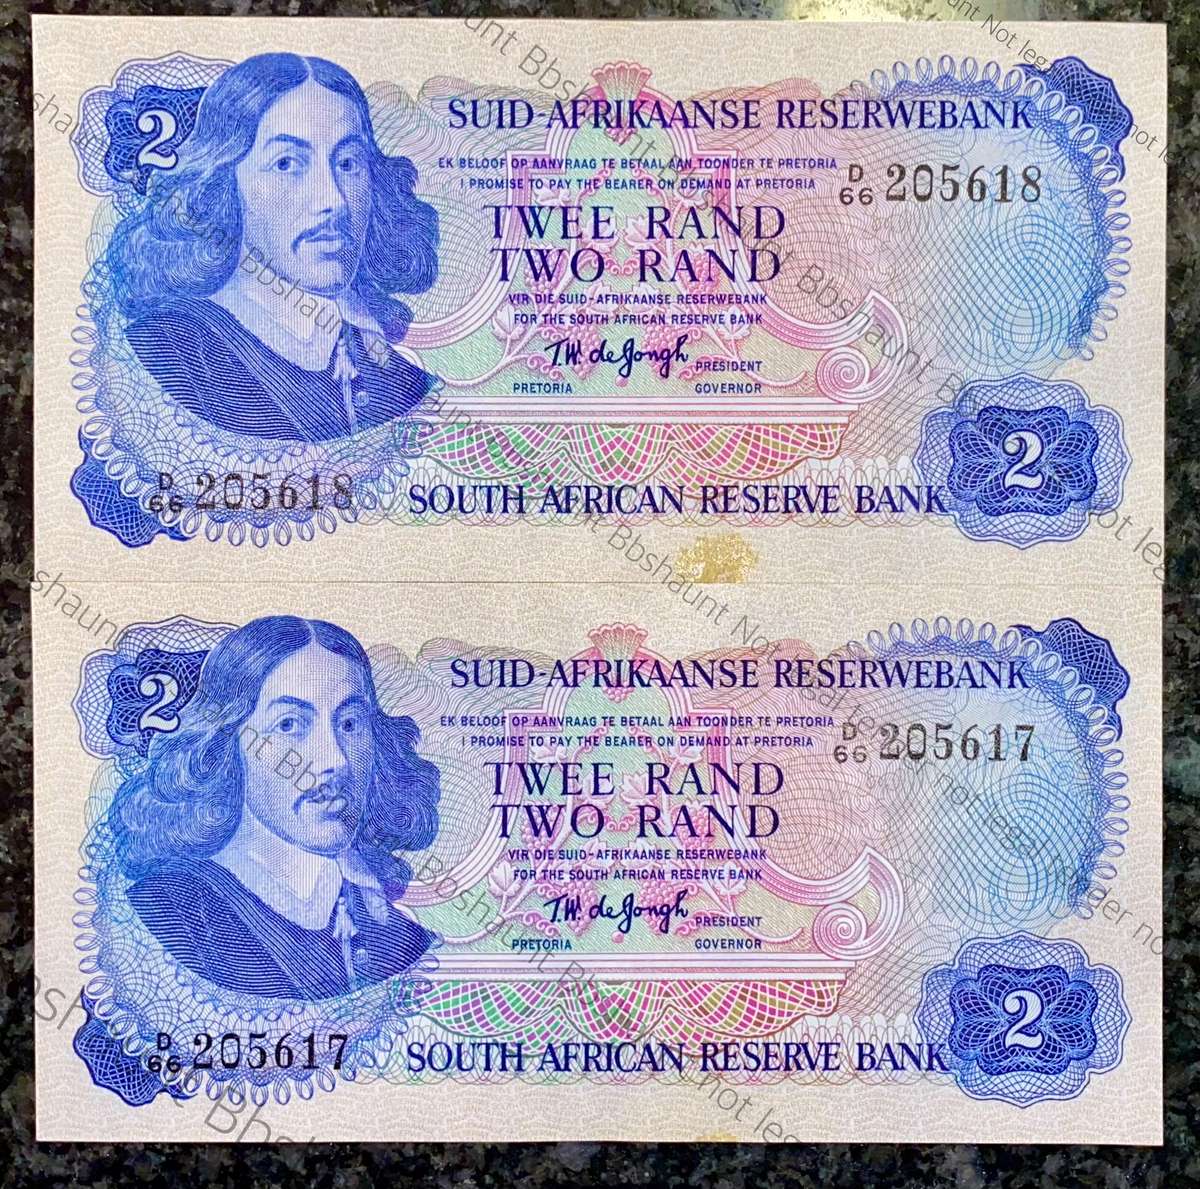 2
SUID-AFRIKAANSE RESERWEBANK
EK BELOOF OP AANVRAAG TE BETAAL AAN TOONDER TE PRETORIA
I PROMISE TO PAY THE BEARER ON DEMAND AT PRETORIA
D/66 205618
TWEE RAND
TWO RAND
VIR DIE SUID-AFRIKAANSE RESERWEBANK
FOR THE SOUTH AFRICAN RESERVE BANK
T.W. de Jongh
PRESIDENT
PRETORIA GOVERNOR
2
D/66 205618
SOUTH AFRICAN RESERVE BANK
2
SUID-AFRIKAANSE RESERWEBANK
EK BELOOF OP AANVRAAG TE BETAAL AAN TOONDER TE PRETORIA
I PROMISE TO PAY THE BEARER ON DEMAND AT PRETORIA
D/66 205617
TWEE RAND
TWO RAND
VIR DIE SUID-AFRIKAANSE RESERWEBANK
FOR THE SOUTH AFRICAN RESERVE BANK
T.W. de Jongh
PRESIDENT
PRETORIA GOVERNOR
2
D/66 205617
SOUTH AFRICAN RESERVE BANK